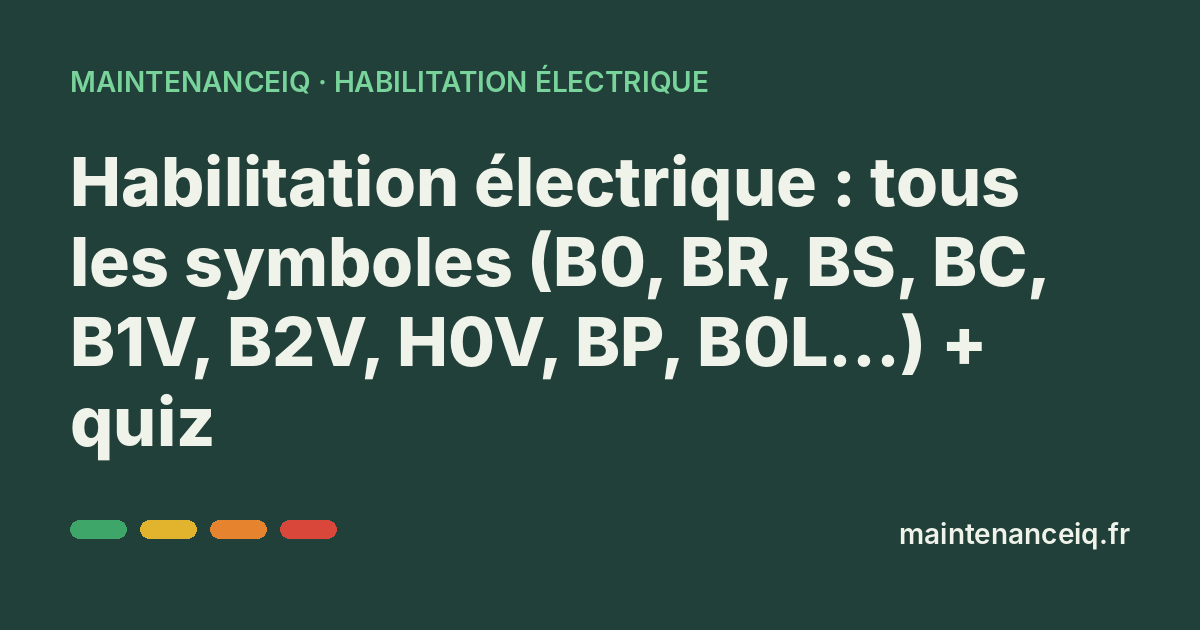 MAINTENANCEIQ · HABILITATION ÉLECTRIQUE
Habilitation électrique : tous
les symboles (B0, BR, BS, BC,
B1V, B2V, H0V, BP, B0L…) +
quiz
maintenanceiq.fr